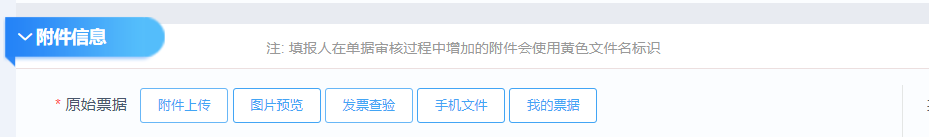 附件信息
注: 填报人在单据审核过程中增加的附件会使用黄色文件名标识
* 原始票据 附件上传 图片预览 发票查验 手机文件 我的票据